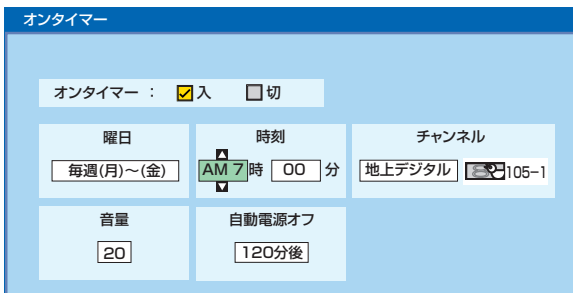 オンタイマー
オンタイマー : 入 切
曜日 時刻 チャンネル
毎週(月)~(金) AM 7時 00 分 地上デジタル 105-1
音量 自動電源オフ
20 120分後